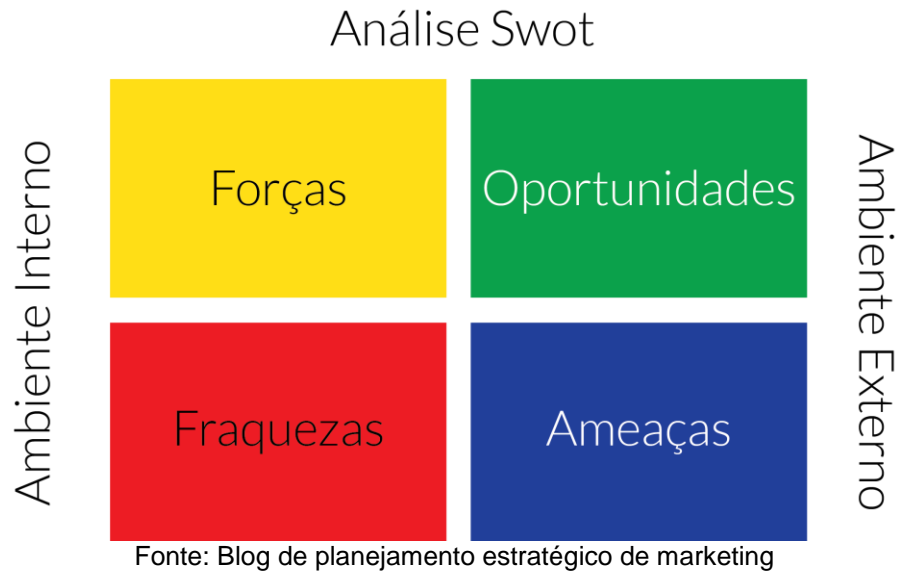 Análise Swot
Ambiente Interno
Forças
Oportunidades
Fraquezas
Ameaças
Ambiente Externo
Fonte: Blog de planejamento estratégico de marketing